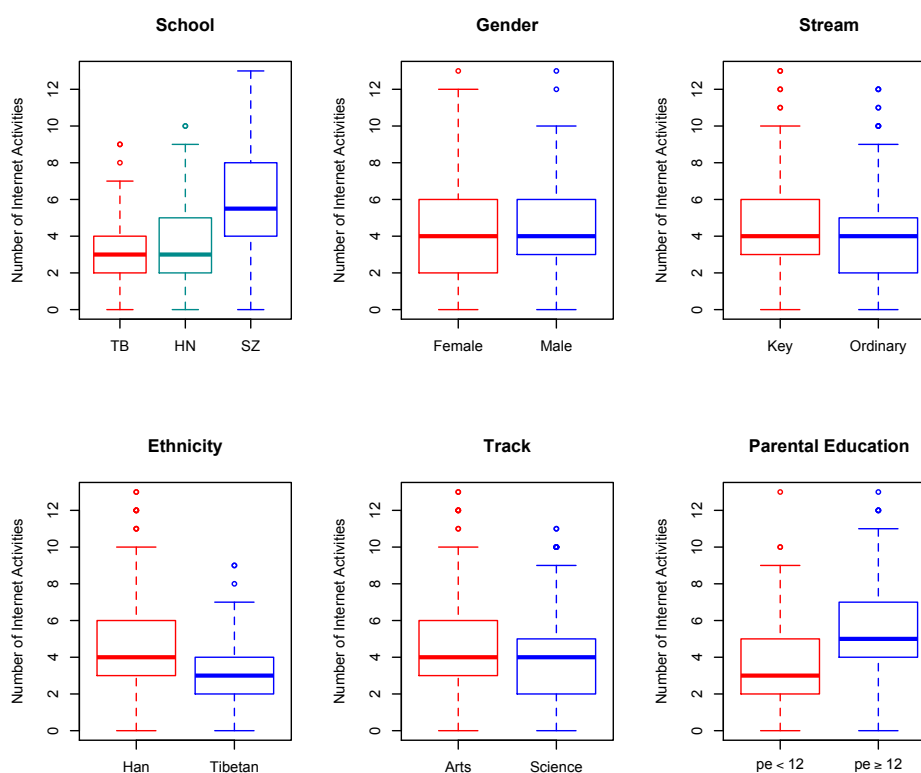 School
Number of Internet Activities
12
10
8
6
4
2
0
TB HN SZ
Gender
Number of Internet Activities
12
10
8
6
4
2
0
Female Male
Stream
Number of Internet Activities
12
10
8
6
4
2
0
Key Ordinary
Ethnicity
Number of Internet Activities
12
10
8
6
4
2
0
Han Tibetan
Track
Number of Internet Activities
12
10
8
6
4
2
0
Arts Science
Parental Education
Number of Internet Activities
12
10
8
6
4
2
0
pe < 12 pe ≥ 12